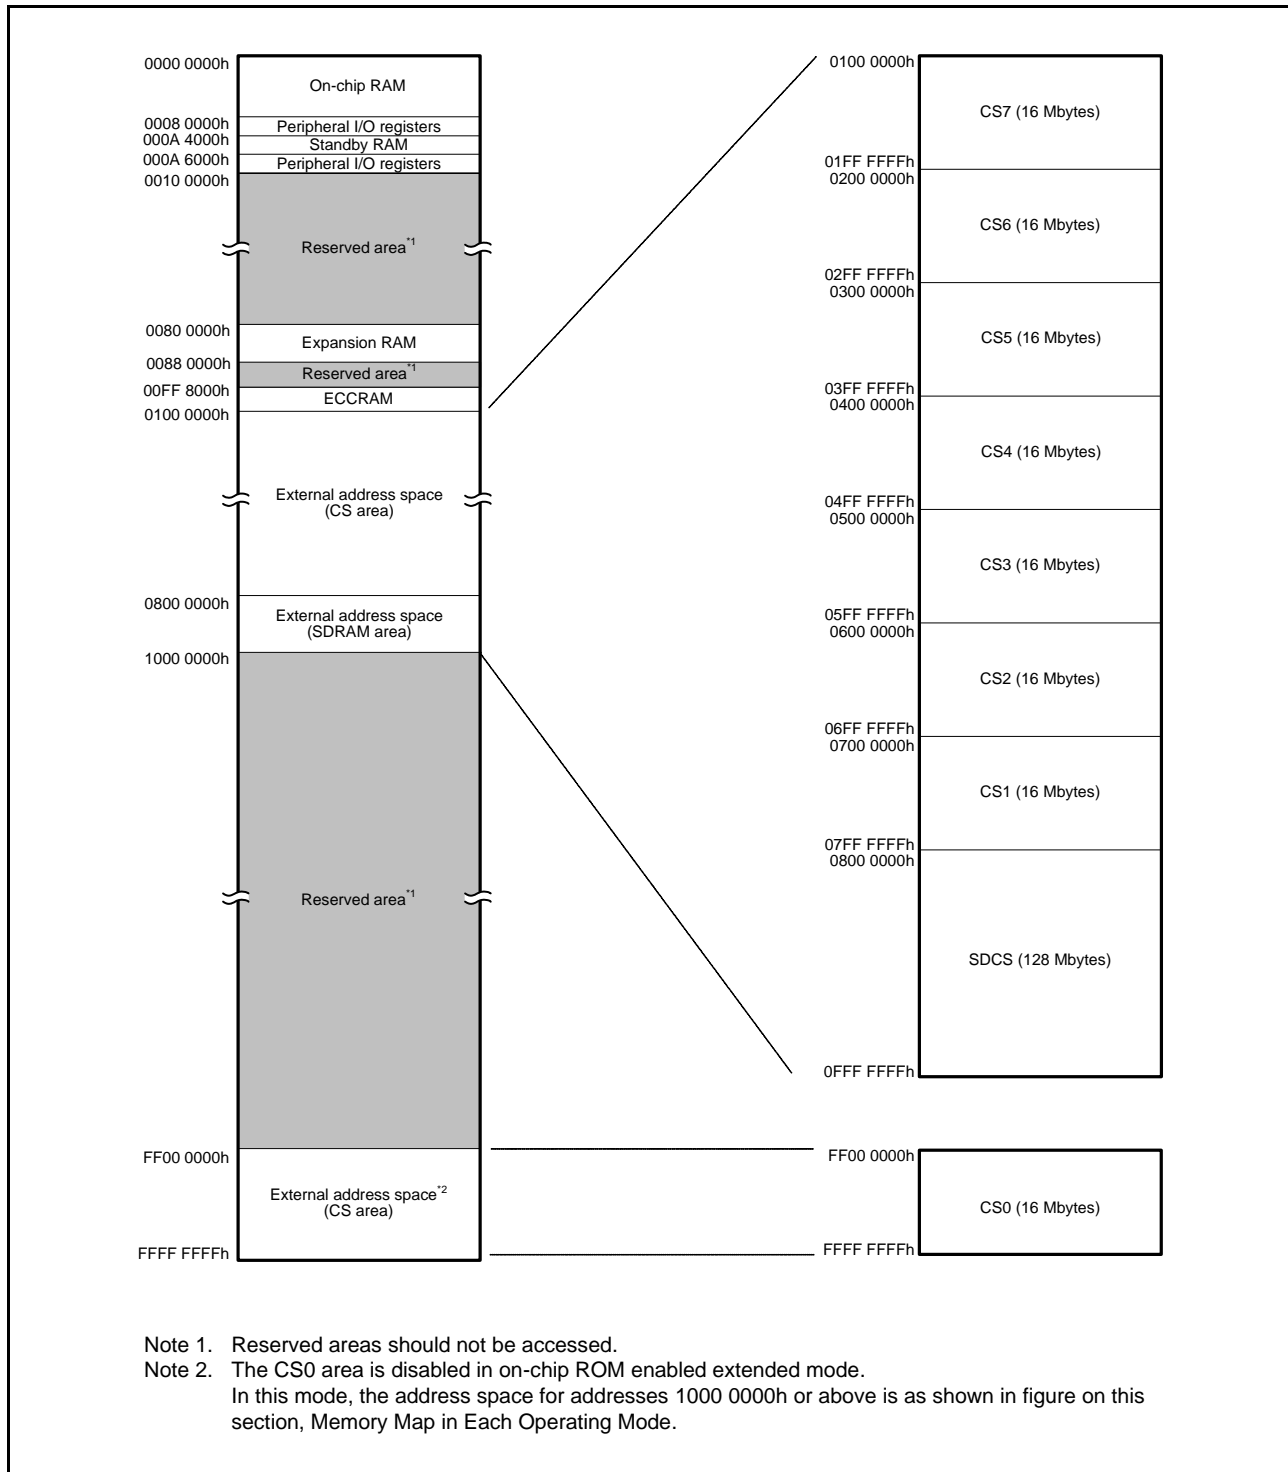 0000 0000h
On-chip RAM
0008 0000h
Peripheral I/O registers
000A 4000h
Standby RAM
000A 6000h
Peripheral I/O registers
0010 0000h
Reserved area*1
0080 0000h
Expansion RAM
0088 0000h
Reserved area*1
00FF 8000h
ECCRAM
0100 0000h
External address space
(CS area)
0800 0000h
External address space
(SDRAM area)
1000 0000h
Reserved area*1
FF00 0000h
External address space*2
(CS area)
FFFF FFFFh
0100 0000h
CS7 (16 Mbytes)
01FF FFFFh
0200 0000h
CS6 (16 Mbytes)
02FF FFFFh
0300 0000h
CS5 (16 Mbytes)
03FF FFFFh
0400 0000h
CS4 (16 Mbytes)
04FF FFFFh
0500 0000h
CS3 (16 Mbytes)
05FF FFFFh
0600 0000h
CS2 (16 Mbytes)
06FF FFFFh
0700 0000h
CS1 (16 Mbytes)
07FF FFFFh
0800 0000h
SDCS (128 Mbytes)
0FFF FFFFh
FF00 0000h
CS0 (16 Mbytes)
FFFF FFFFh
Note 1. Reserved areas should not be accessed.
Note 2. The CS0 area is disabled in on-chip ROM enabled extended mode.
In this mode, the address space for addresses 1000 0000h or above is as shown in figure on this
section, Memory Map in Each Operating Mode.